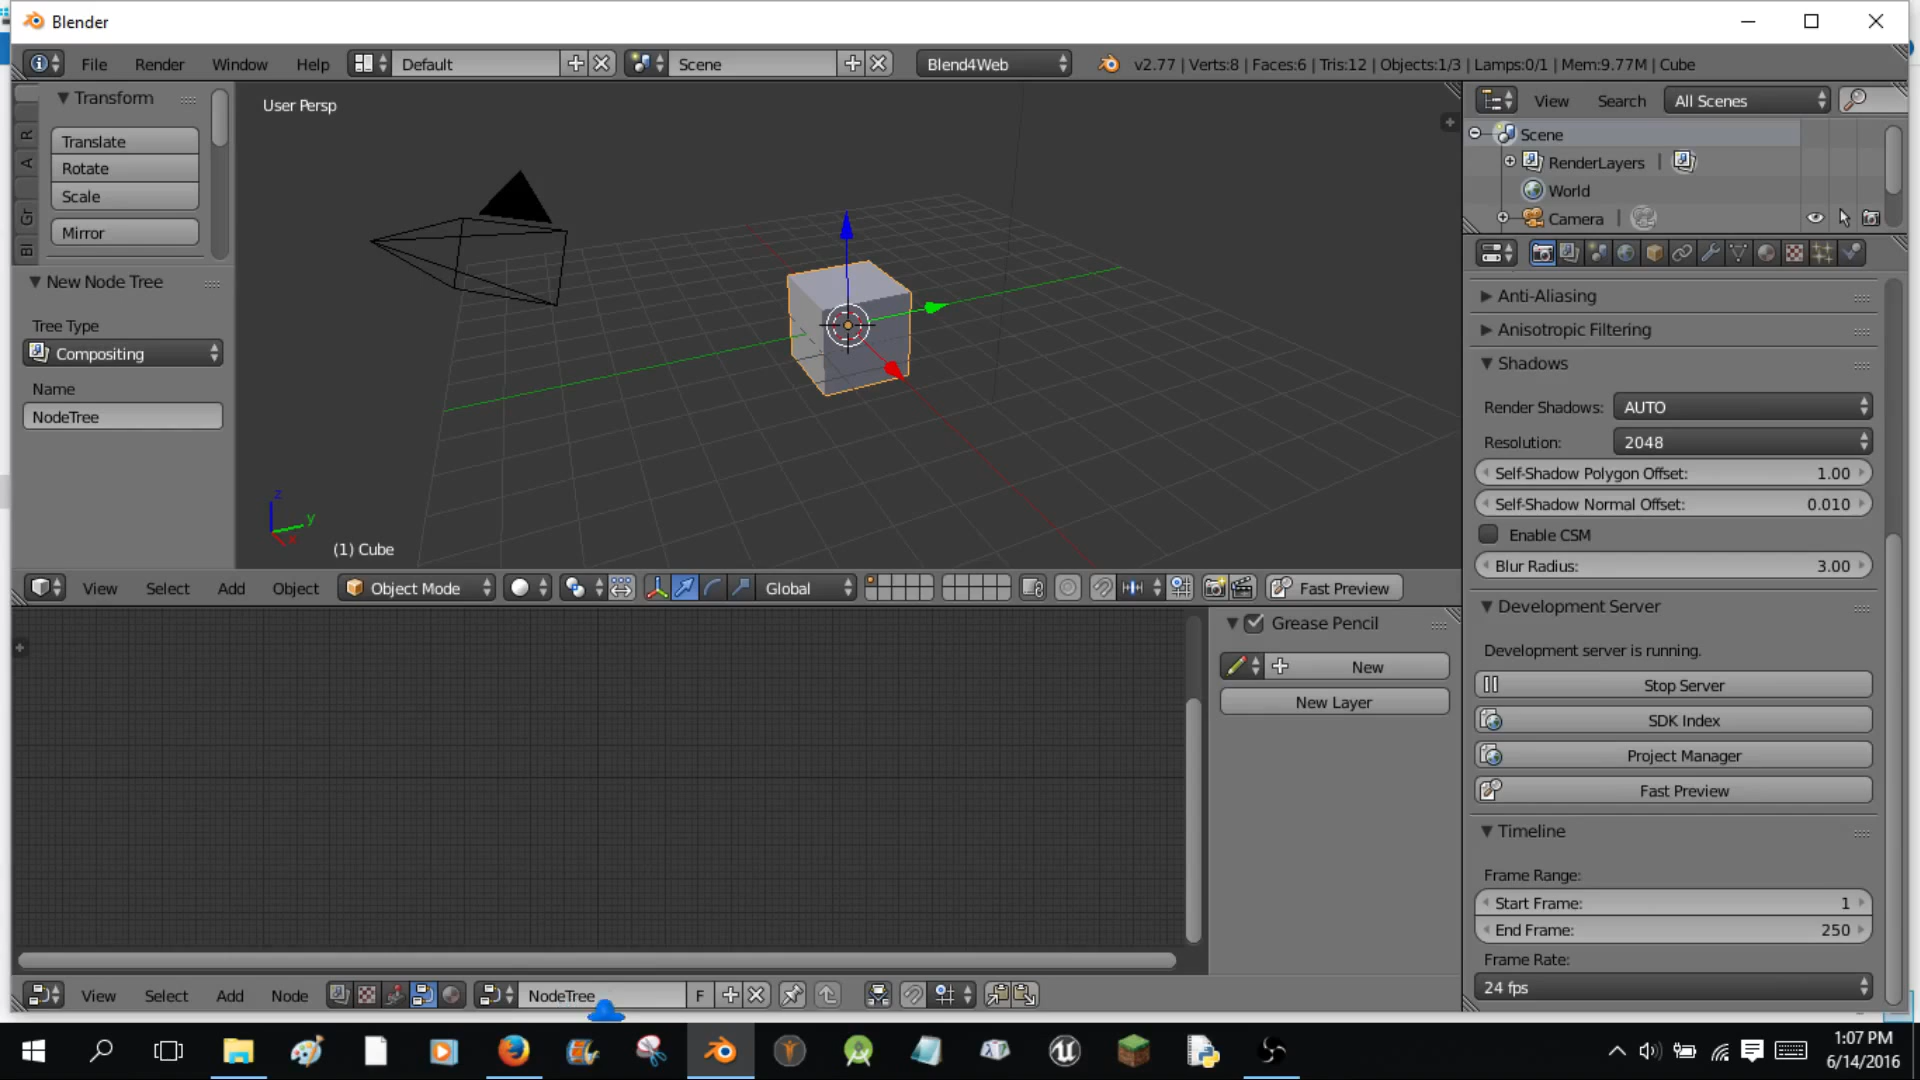 Blender
File Render Window Help Default Scene Blend4Web v2.77 | Verts:8 | Faces:6 | Tris:12 | Objects:1/3 | Lamps:0/1 | Mem:9.77M | Cube
Transform
Translate
Rotate
Scale
Mirror
R
A
Gr
Bl
New Node Tree
Tree Type
Compositing
Name
NodeTree
User Persp
z
y
x
(1) Cube
View Select Add Object Object Mode Global Fast Preview
Grease Pencil
New
New Layer
View Select Add Node NodeTree F
View Search All Scenes
Scene
RenderLayers |
World
Camera |
Anti-Aliasing
Anisotropic Filtering
Shadows
Render Shadows: AUTO
Resolution: 2048
Self-Shadow Polygon Offset: 1.00
Self-Shadow Normal Offset: 0.010
Enable CSM
Blur Radius: 3.00
Development Server
Development server is running.
Stop Server
SDK Index
Project Manager
Fast Preview
Timeline
Frame Range:
Start Frame: 1
End Frame: 250
Frame Rate:
24 fps
1:07 PM
6/14/2016